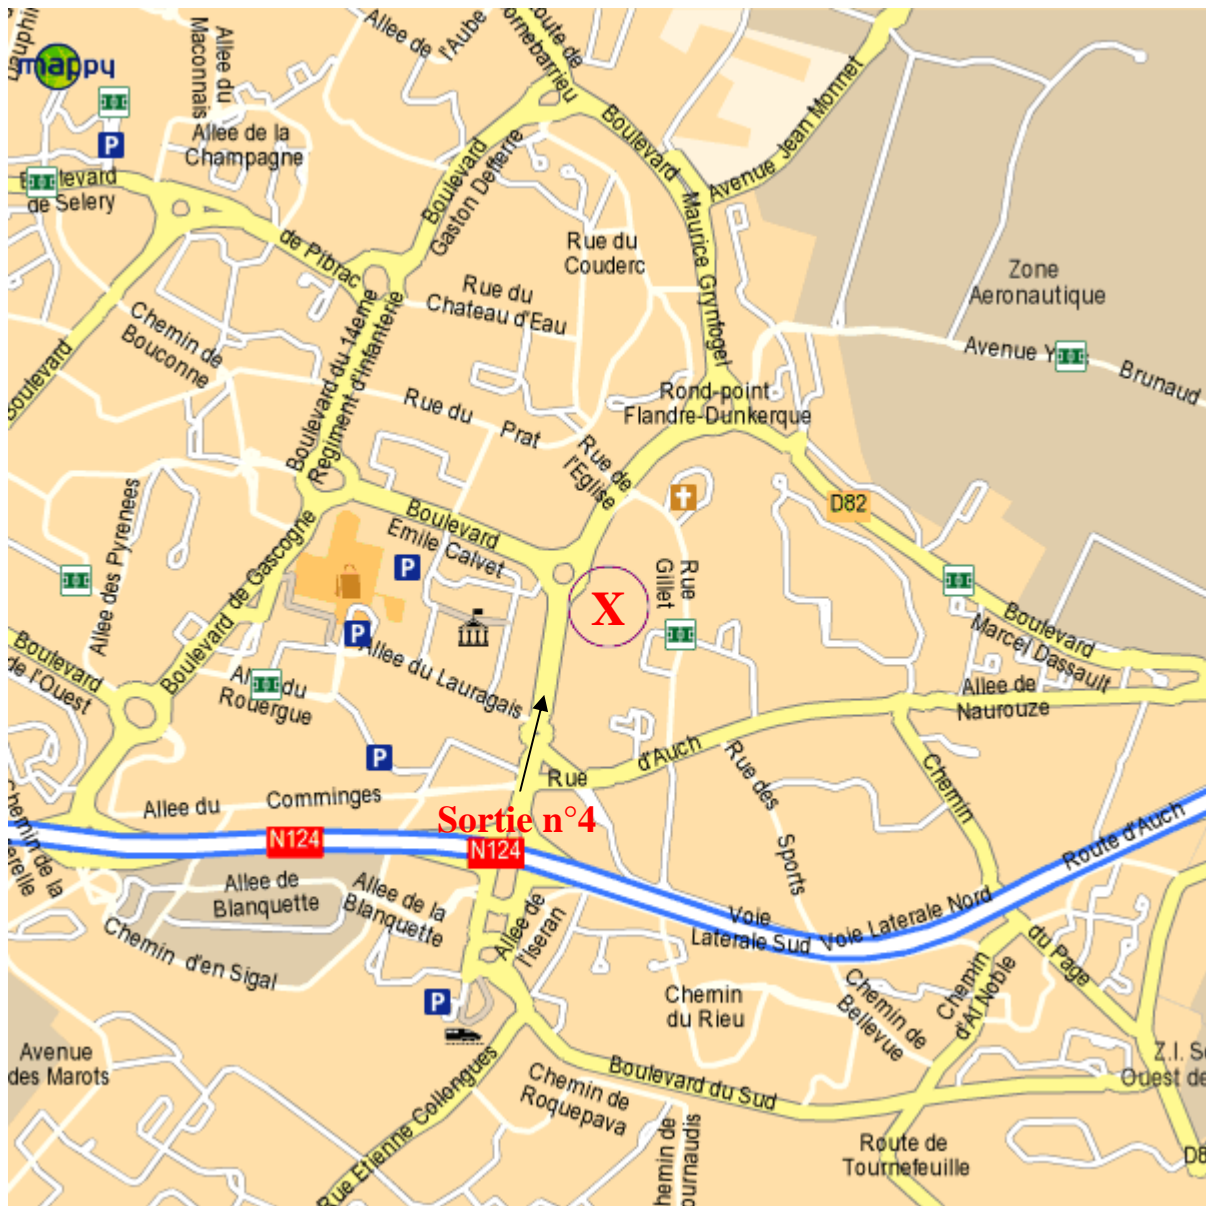 mappy
Allee du
Maconnais
Allee de
l'Aube
Route de
Allee de la
Champagne
Boulevard
Gaston Defferre
Boulevard
Maurice Grynfogel
Avenue Jean Monnet
P
de Selery
de Pibrac
Rue du
Couderc
Zone
Aeronautique
Rue du
Chateau d'Eau
Chemin de
Bouconne
Boulevard
Boulevard du 14eme
Regiment d'Infanterie
Avenue
Brunaud
Rond-point
Flandre-Dunkerque
Rue du Prat
Rue de
l'Eglise
D82
Boulevard
Emile Calvet
Allee des Pyrenees
Boulevard de Gascogne
P
Rue
Gillet
X
P
Boulevard
Marcel Dassault
Boulevard
de l'Ouest
du
Rouergue
Allee du Lauragais
Allee de
Naurouze
P
Rue d'Auch
Rue des Sports
Chemin
Allee du Comminges
Sortie n°4
N124
N124
Route d'Auch
Chemin de la
Allee de
Blanquette
Allee de la
Blanquette
Allee de
l'Iseran
Voie
Laterale Sud
Voie Laterale Nord
Chemin d'en Sigal
du Page
Chemin
d'Al Noble
Chemin
du Rieu
Chemin de
Bellevue
P
Avenue
des Marots
Z.I.
Ouest de
Rue Etienne Collongues
Chemin de
Roquepava
Boulevard du Sud
Route de
Tournefeuille